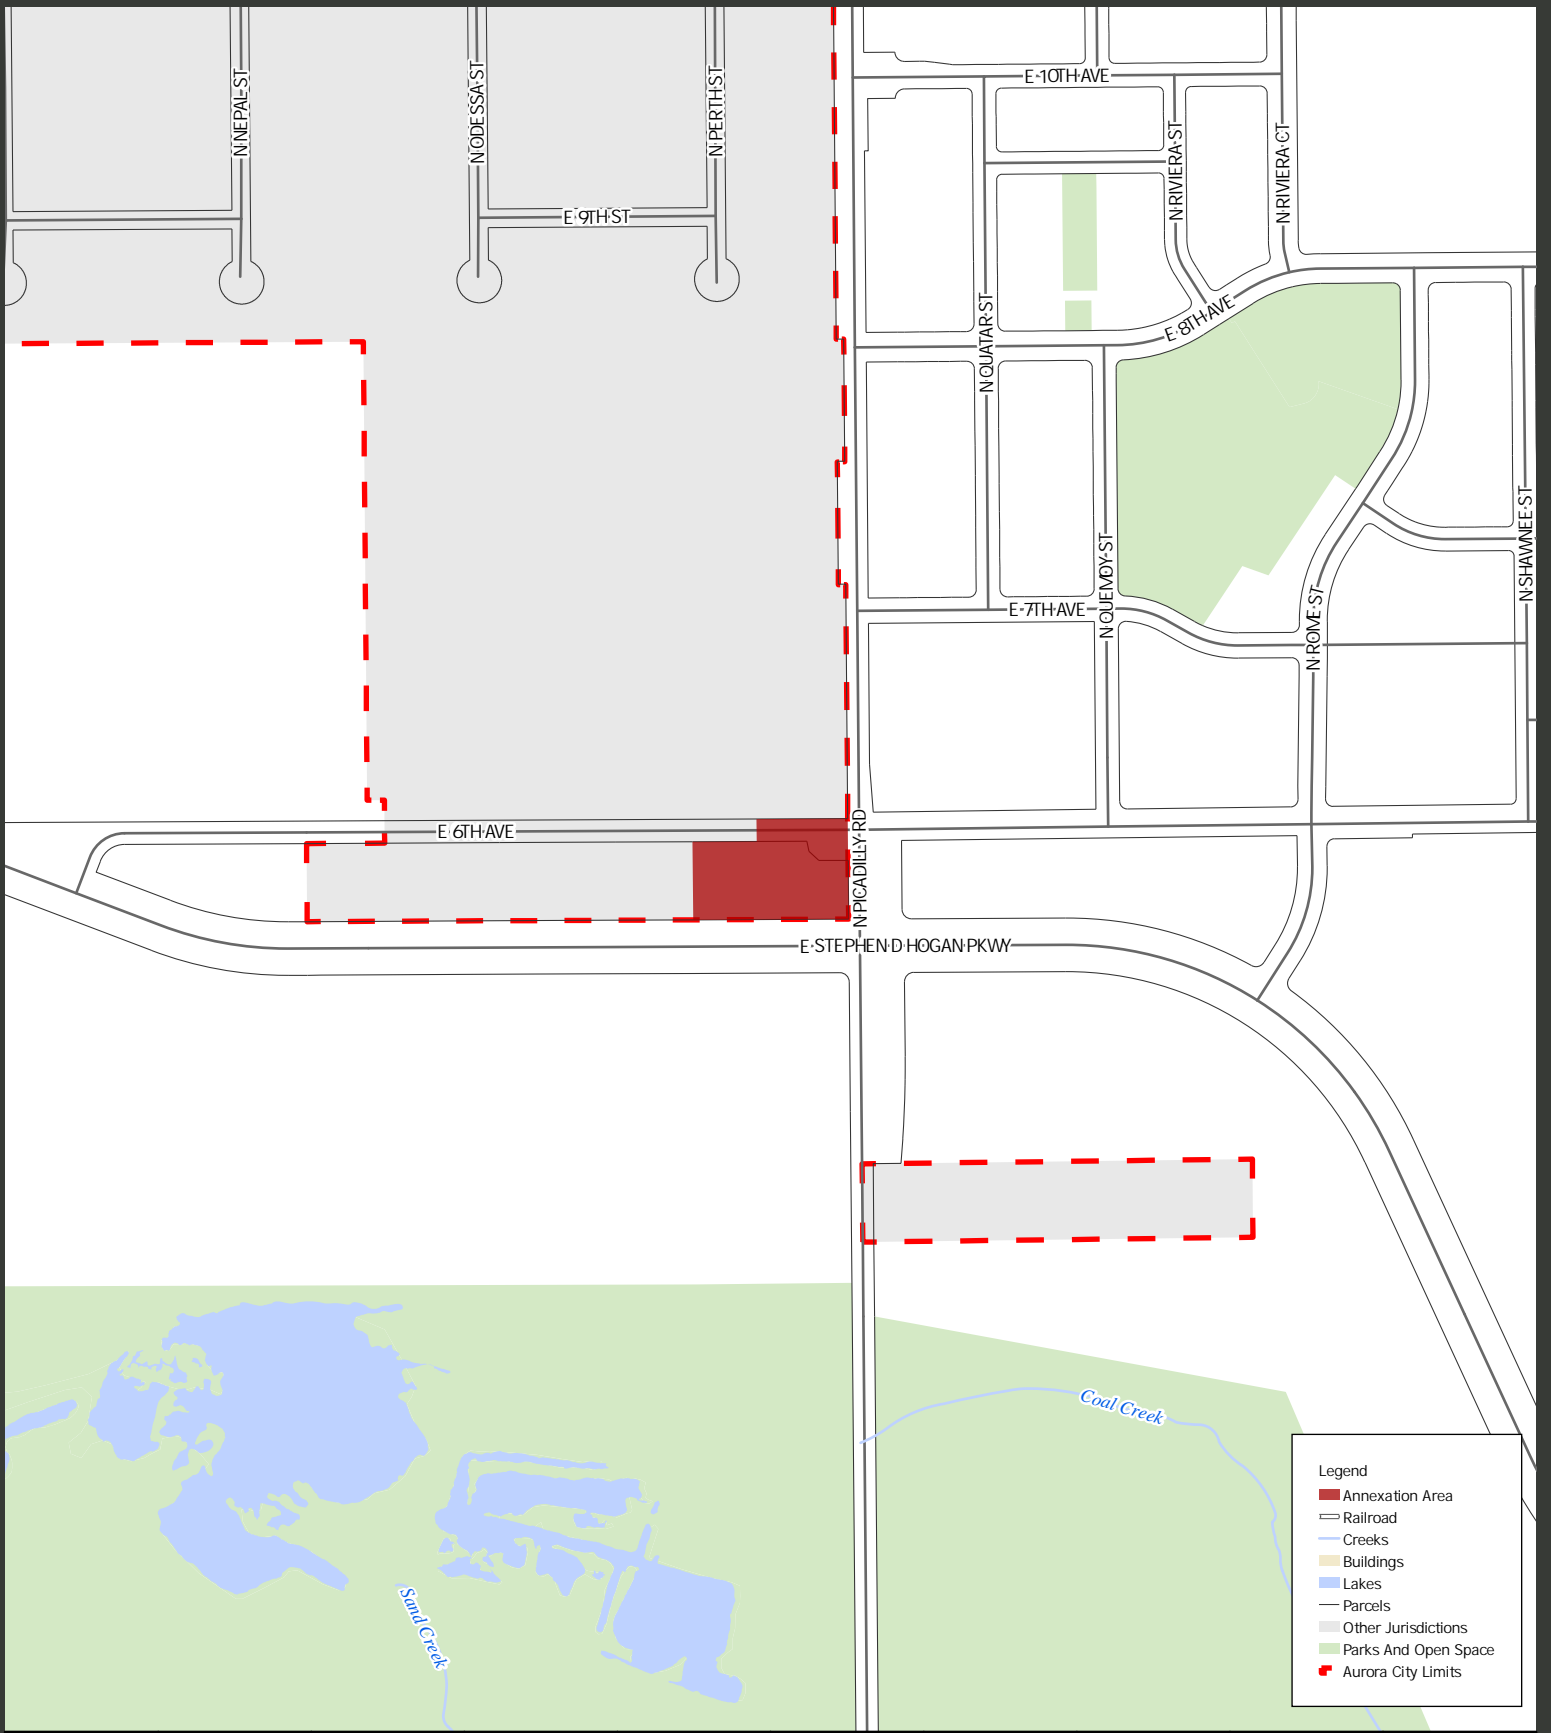 E 10TH AVE
N NEPAL ST
N ODESSA ST
N PERTH ST
N RIVIERA ST
N RIVIERA CT
E 9TH ST
E 8TH AVE
N QUATAR ST
N QUEMOY ST
N SHAWNEE ST
E 7TH AVE
N ROME ST
E 6TH AVE
N PICADILLY RD
E STEPHEN D HOGAN PKWY
Coal Creek
Sand Creek
Legend
Annexation Area
Railroad
Creeks
Buildings
Lakes
Parcels
Other Jurisdictions
Parks And Open Space
Aurora City Limits